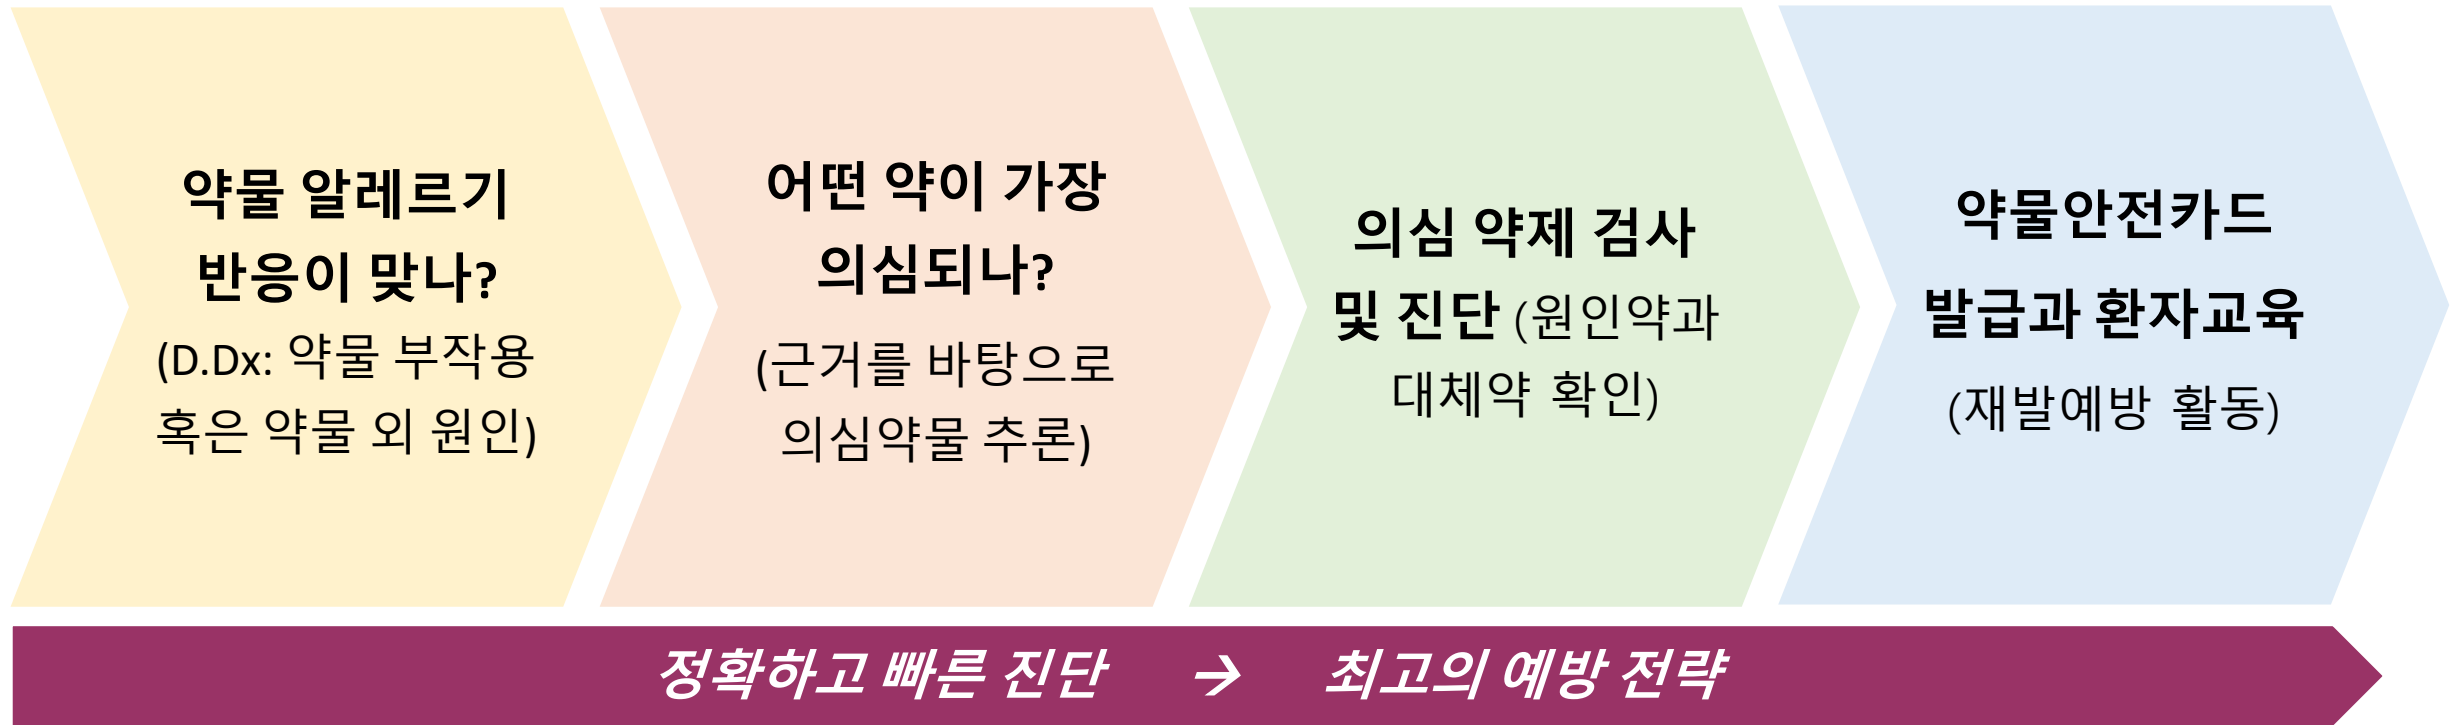 약물 알레르기
반응이 맞나?
(D.Dx: 약물 부작용
혹은 약물 외 원인)
어떤 약이 가장
의심되나?
(근거를 바탕으로
의심약물 추론)
의심 약제 검사
및 진단 (원인약과
대체약 확인)
약물안전카드
발급과 환자교육
(재발예방 활동)
정확하고 빠른 진단 → 최고의 예방 전략